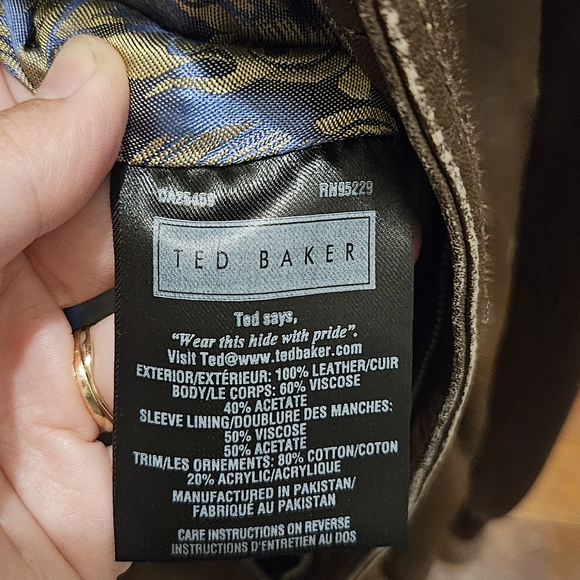 CA25459 RN95229
TED BAKER
Ted says,
"Wear this hide with pride".
Visit Ted@www.tedbaker.com
EXTERIOR/EXTÉRIEUR: 100% LEATHER/CUIR
BODY/LE CORPS: 60% VISCOSE
40% ACETATE
SLEEVE LINING/DOUBLURE DES MANCHES:
50% VISCOSE
50% ACETATE
TRIM/LES ORNEMENTS: 80% COTTON/COTON
20% ACRYLIC/ACRYLIQUE
MANUFACTURED IN PAKISTAN/
FABRIQUÉ AU PAKISTAN
CARE INSTRUCTIONS ON REVERSE
INSTRUCTIONS D'ENTRETIEN AU DOS